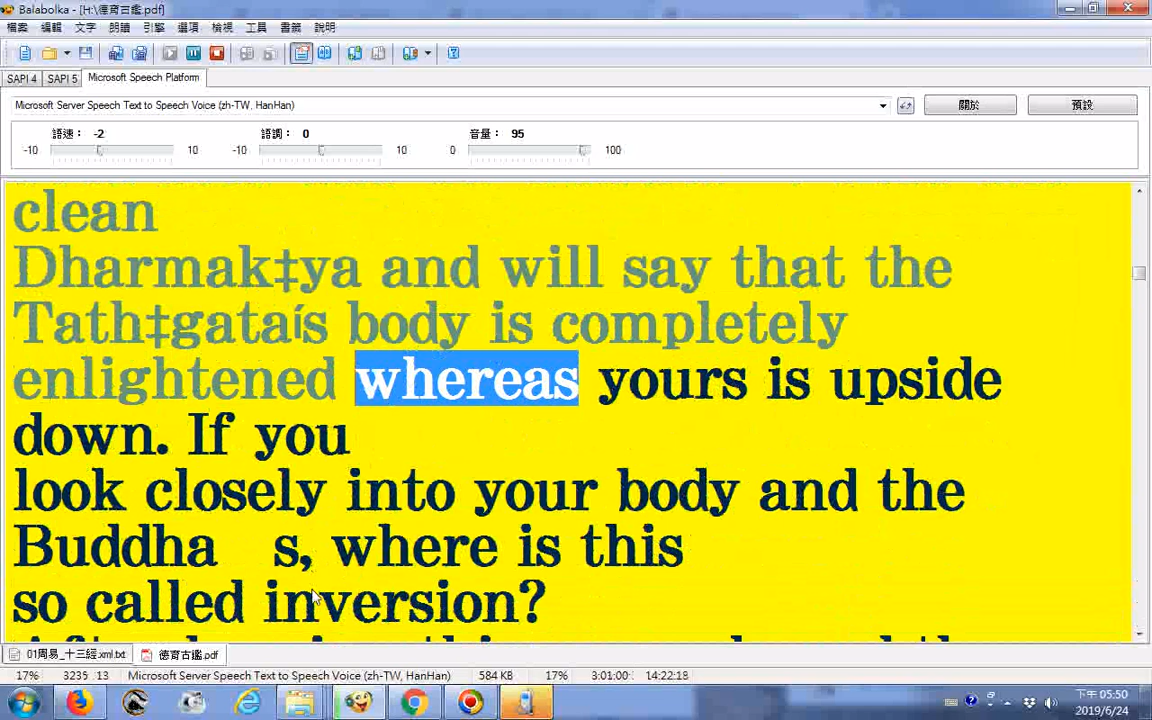 Balabolka - [H:\德育古鑑.pdf]
檔案 編輯 文字 朗讀 引擎 選項 檢視 工具 書籤 說明
SAPI 4 SAPI 5 Microsoft Speech Platform
Microsoft Server Speech Text to Speech Voice (zh-TW, HanHan) 關於 預設
語速： -2 語調： 0 音量： 95
-10 10 -10 10 0 100
clean
Dharmak‡ya and will say that the
Tath‡gataís body is completely
enlightened whereas yours is upside
down. If you
look closely into your body and the
Buddha s, where is this
so called inversion?
01周易_十三經.xml.txt 德育古鑑.pdf
17% 3235 13 Microsoft Server Speech Text to Speech Voice (zh-TW, HanHan) 584 KB 17% 3:01:00 14:22:18
下午 05:50
2019/6/24